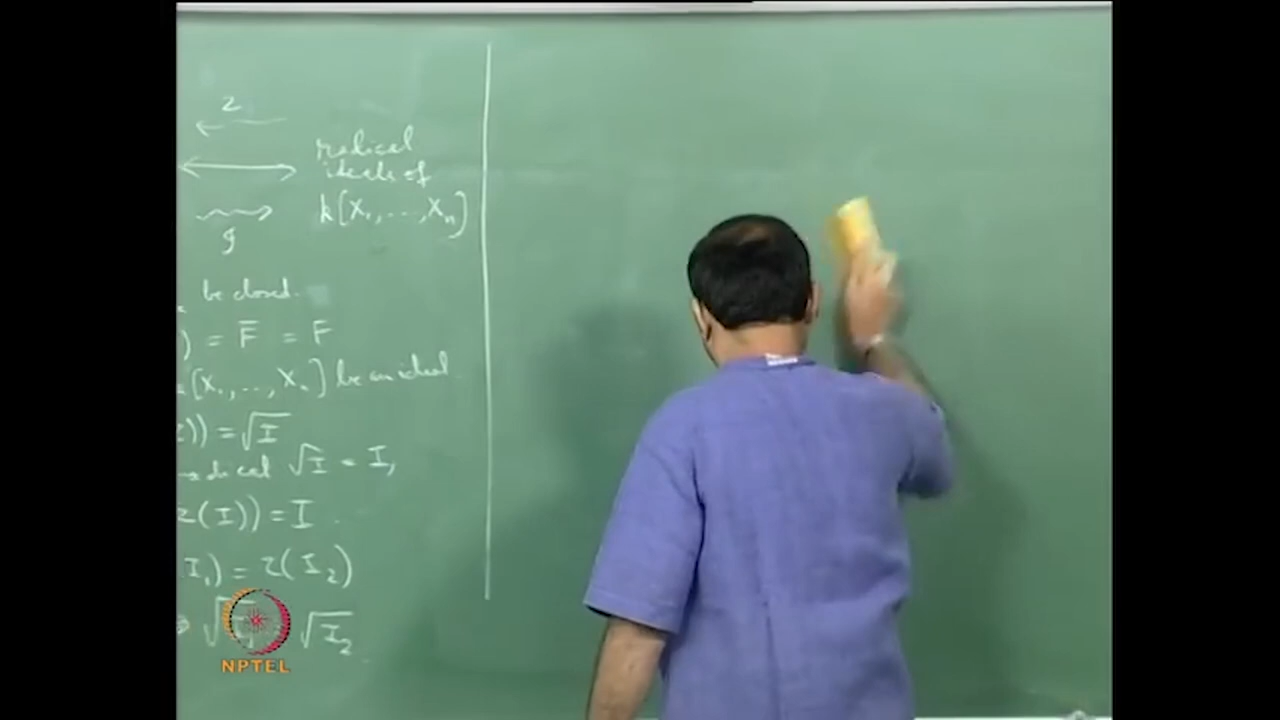 Z
radical
ideals of
k[X₁,...,Xₙ]
g
be closed.
) = F̅ = F
[X₁,..,Xₙ] be an ideal
)) = √I
radical √I = I,
Z(I)) = I
I₁) = Z(I₂)
√I₂
NPTEL